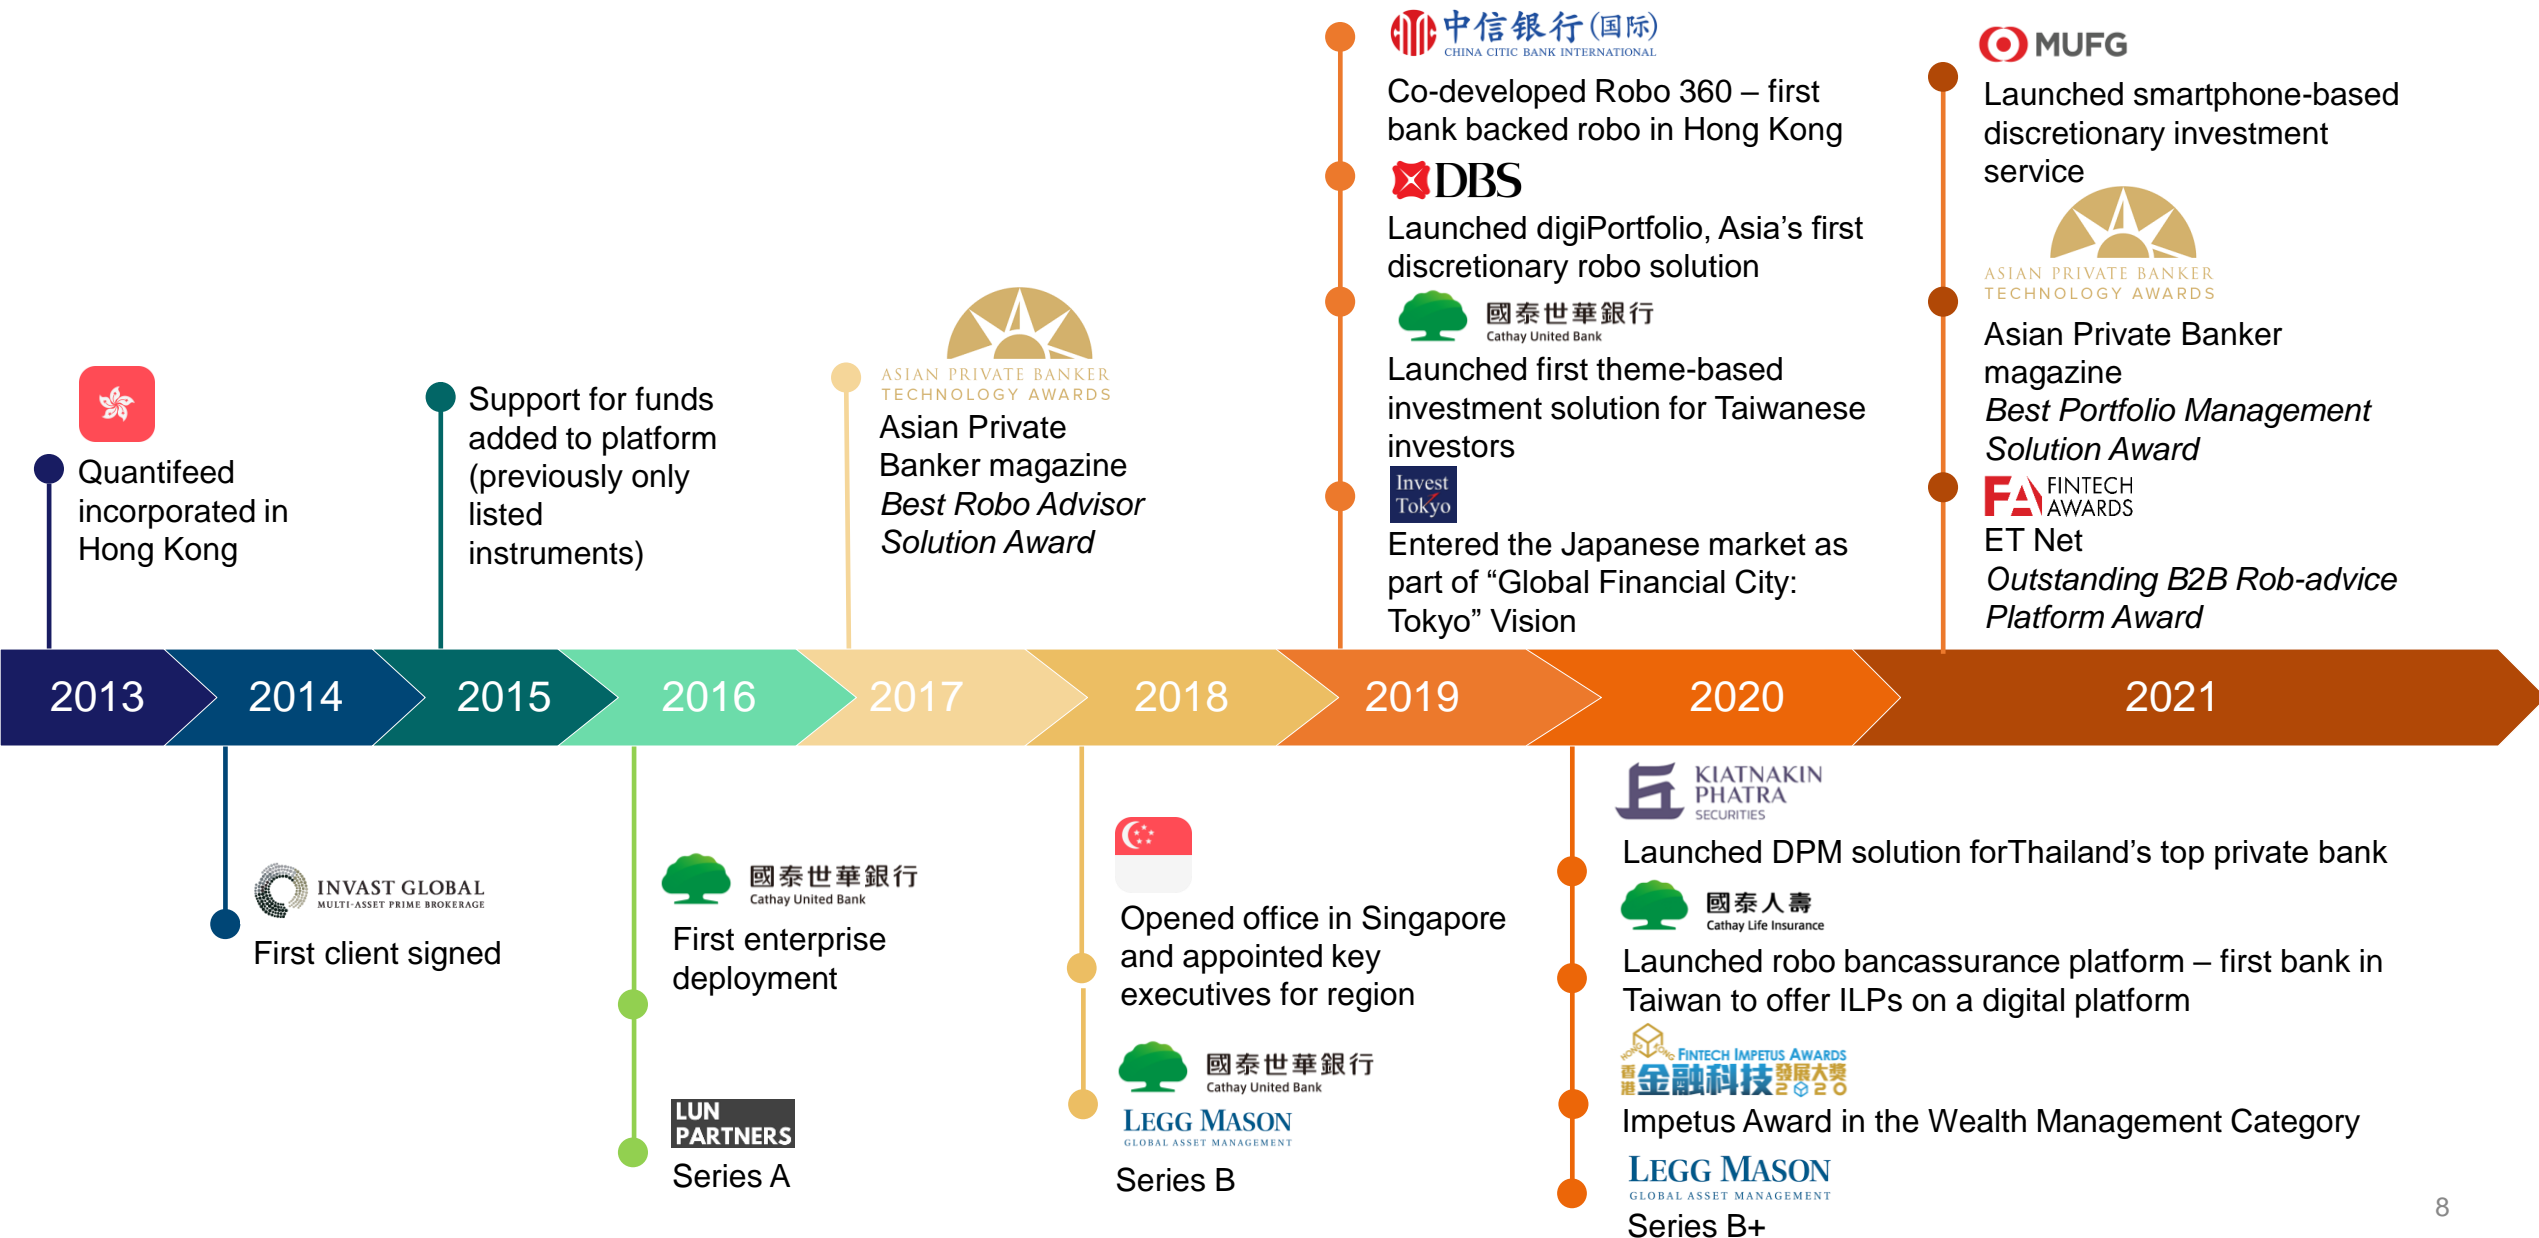 中信银行(国际)
CHINA CITIC BANK INTERNATIONAL
Co-developed Robo 360 – first
bank backed robo in Hong Kong
DBS
Launched digiPortfolio, Asia’s first
discretionary robo solution
國泰世華銀行
Cathay United Bank
Launched first theme-based
investment solution for Taiwanese
investors
Invest
Tokyo
Entered the Japanese market as
part of “Global Financial City:
Tokyo” Vision
MUFG
Launched smartphone-based
discretionary investment
service
ASIAN PRIVATE BANKER
TECHNOLOGY AWARDS
Asian Private Banker
magazine
Best Portfolio Management
Solution Award
FA FINTECH
AWARDS
ET Net
Outstanding B2B Rob-advice
Platform Award
Quantifeed
incorporated in
Hong Kong
Support for funds
added to platform
(previously only
listed
instruments)
ASIAN PRIVATE BANKER
TECHNOLOGY AWARDS
Asian Private
Banker magazine
Best Robo Advisor
Solution Award
2013 2014 2015 2016 2017 2018 2019 2020 2021
INVAST GLOBAL
MULTI-ASSET PRIME BROKERAGE
First client signed
國泰世華銀行
Cathay United Bank
First enterprise
deployment
LUN
PARTNERS
Series A
Opened office in Singapore
and appointed key
executives for region
國泰世華銀行
Cathay United Bank
LEGG MASON
GLOBAL ASSET MANAGEMENT
Series B
KIATNAKIN
PHATRA
SECURITIES
Launched DPM solution forThailand’s top private bank
國泰人壽
Cathay Life Insurance
Launched robo bancassurance platform – first bank in
Taiwan to offer ILPs on a digital platform
HONG KONG
FINTECH IMPETUS AWARDS
香港金融科技發展大獎
2020
Impetus Award in the Wealth Management Category
LEGG MASON
GLOBAL ASSET MANAGEMENT
Series B+
8